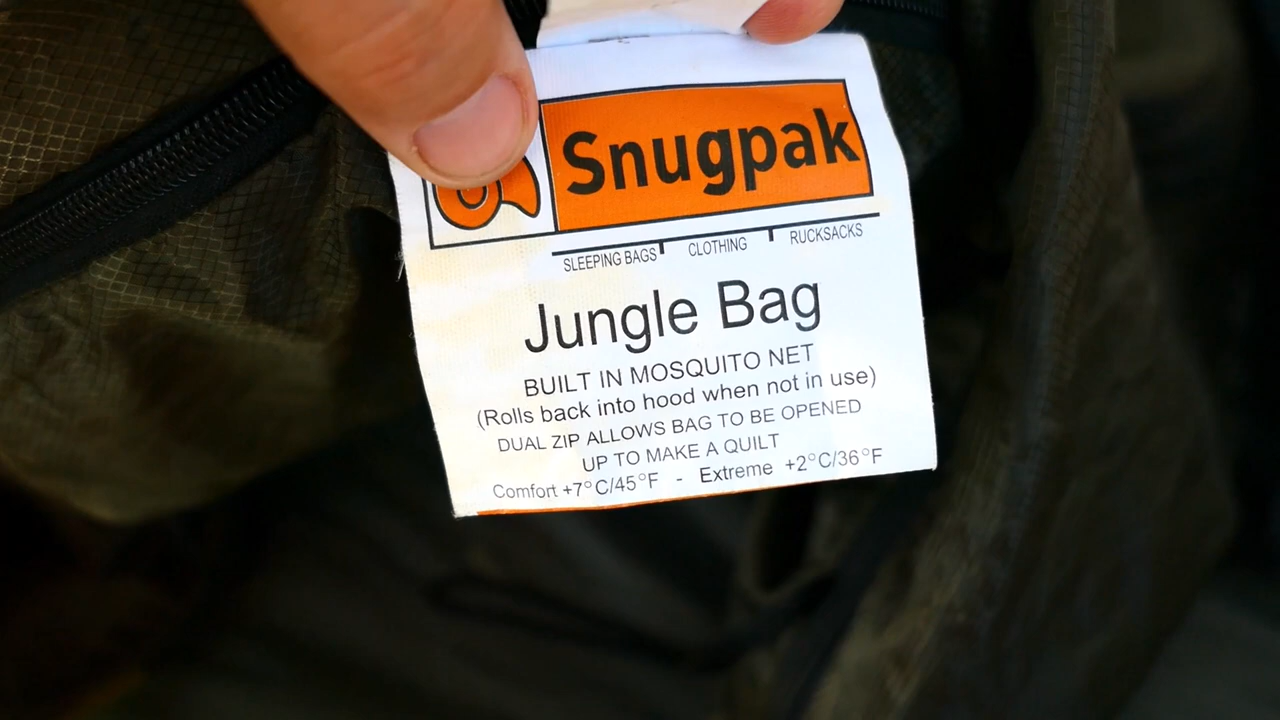 Snugpak
SLEEPING BAGS CLOTHING RUCKSACKS
Jungle Bag
BUILT IN MOSQUITO NET
(Rolls back into hood when not in use)
DUAL ZIP ALLOWS BAG TO BE OPENED
UP TO MAKE A QUILT
Comfort +7°C/45°F - Extreme +2°C/36°F